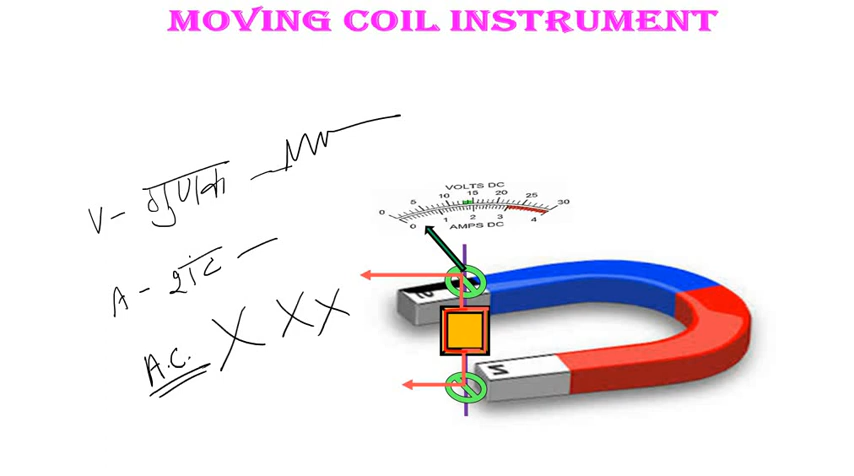 MOVING COIL INSTRUMENT
V - गुणक -
VOLTS DC
0 5 10 15 20 25 30
0 1 2 3 4
AMPS DC
A - शंट -
A.C. X X X
S
N